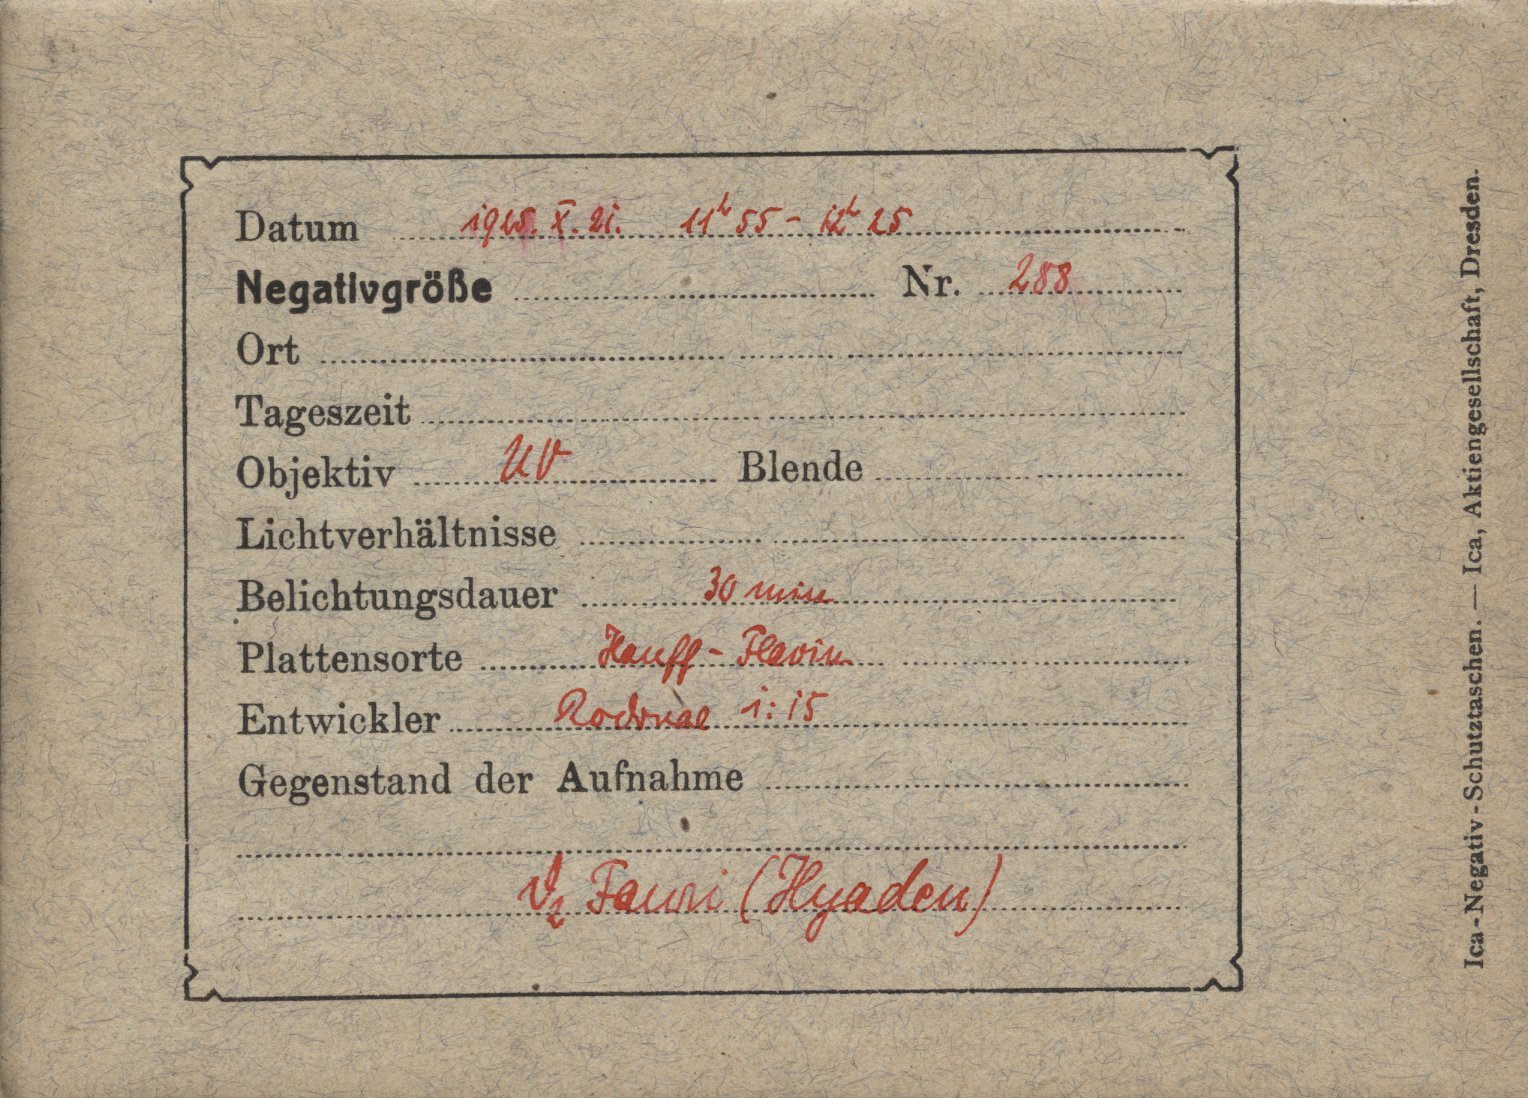 Datum 1925. X. 21. 11h 55 - 12h 25
Negativgröße Nr. 288
Ort
Tageszeit
Objektiv UV Blende
Lichtverhältnisse
Belichtungsdauer 30 min
Plattensorte Hauff - Flavin
Entwickler Rodinal 1:15
Gegenstand der Aufnahme
ϑ₂ Tauri (Hyaden)
Ica-Negativ-Schutztaschen. — Ica, Aktiengesellschaft, Dresden.